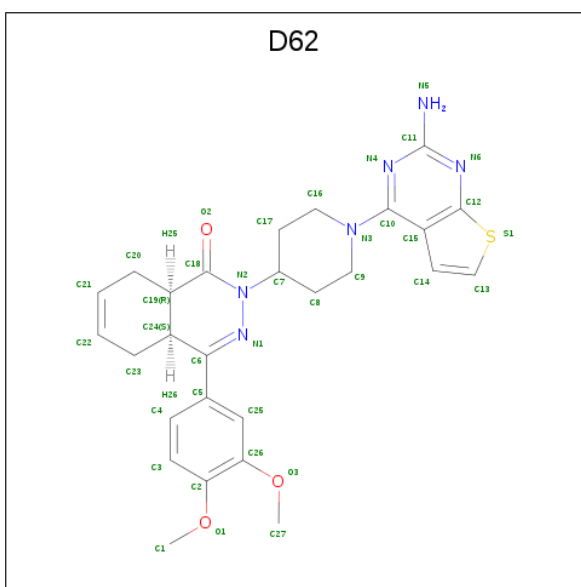 D62
N5
NH2
C11
N4
N6
C16
C12
C17
N3
C10
C15
S1
O2
O
N
N
N
S
H25
H
C20
C18
N2
C7
C9
C14
C13
C21
C19(R)
N
C8
C22
C24(S)
N
N1
C23
H
H26
C6
C5
C4
C25
C3
C26
C2
O3
O
O
O1
C27
C1